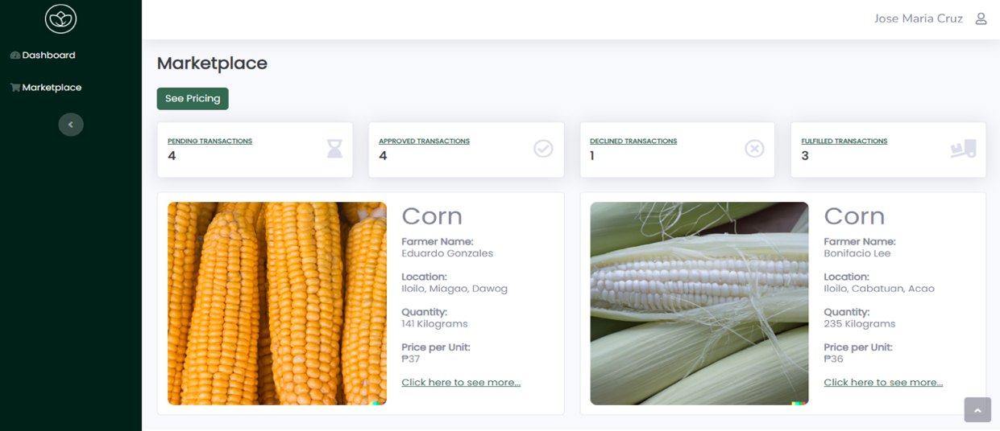 Jose Maria Cruz
Dashboard
Marketplace
Marketplace
See Pricing
PENDING TRANSACTIONS
4
APPROVED TRANSACTIONS
4
DECLINED TRANSACTIONS
1
FULFILLED TRANSACTIONS
3
Corn
Farmer Name:
Eduardo Gonzales
Location:
Iloilo, Miagao, Dawog
Quantity:
141 Kilograms
Price per Unit:
₱37
Click here to see more...
Corn
Farmer Name:
Bonifacio Lee
Location:
Iloilo, Cabatuan, Acao
Quantity:
235 Kilograms
Price per Unit:
₱36
Click here to see more...